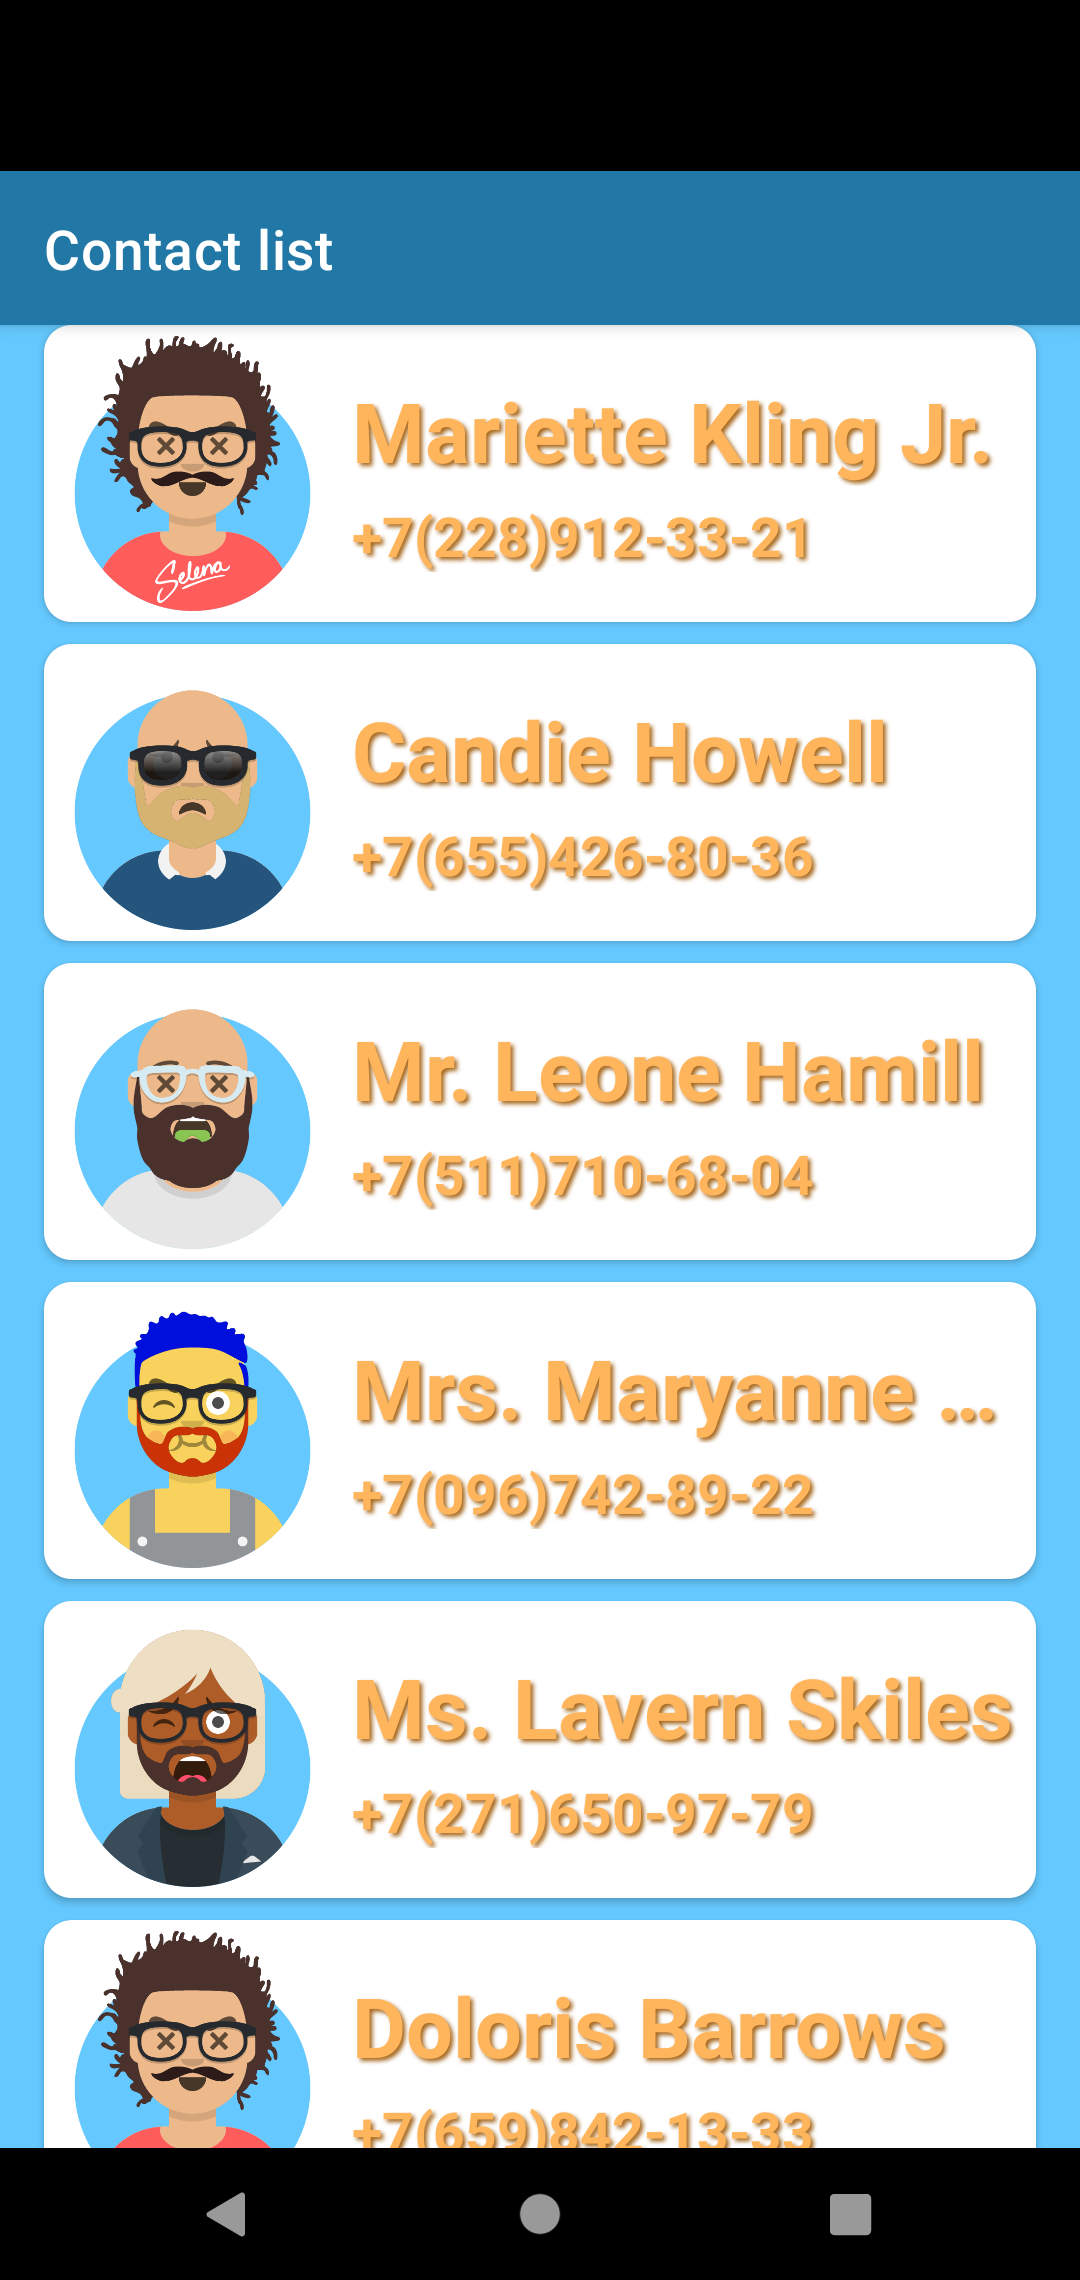 Contact list
Mariette Kling Jr.
+7(228)912-33-21
Selena
Candie Howell
+7(655)426-80-36
Mr. Leone Hamill
+7(511)710-68-04
Mrs. Maryanne ...
+7(096)742-89-22
Ms. Lavern Skiles
+7(271)650-97-79
Doloris Barrows
+7(659)842-13-33